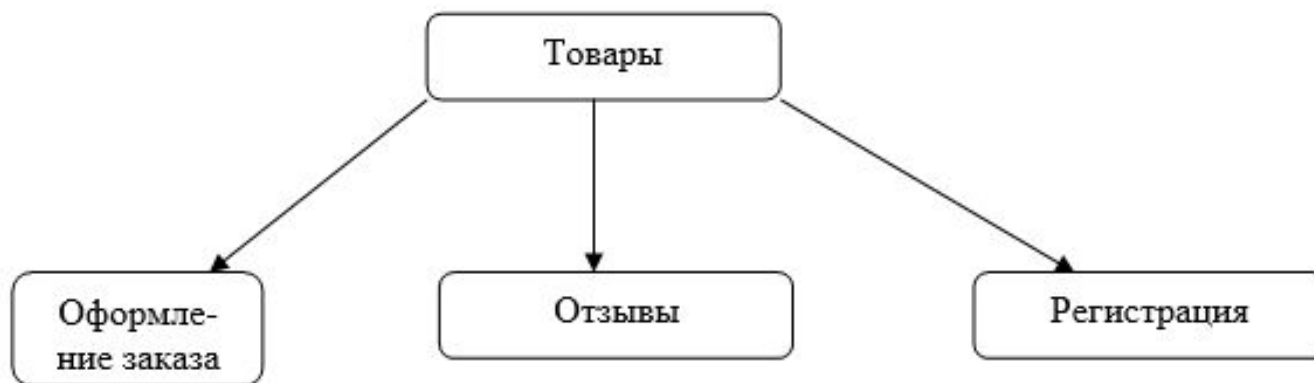 Товары
Оформле-
ние заказа
Отзывы
Регистрация